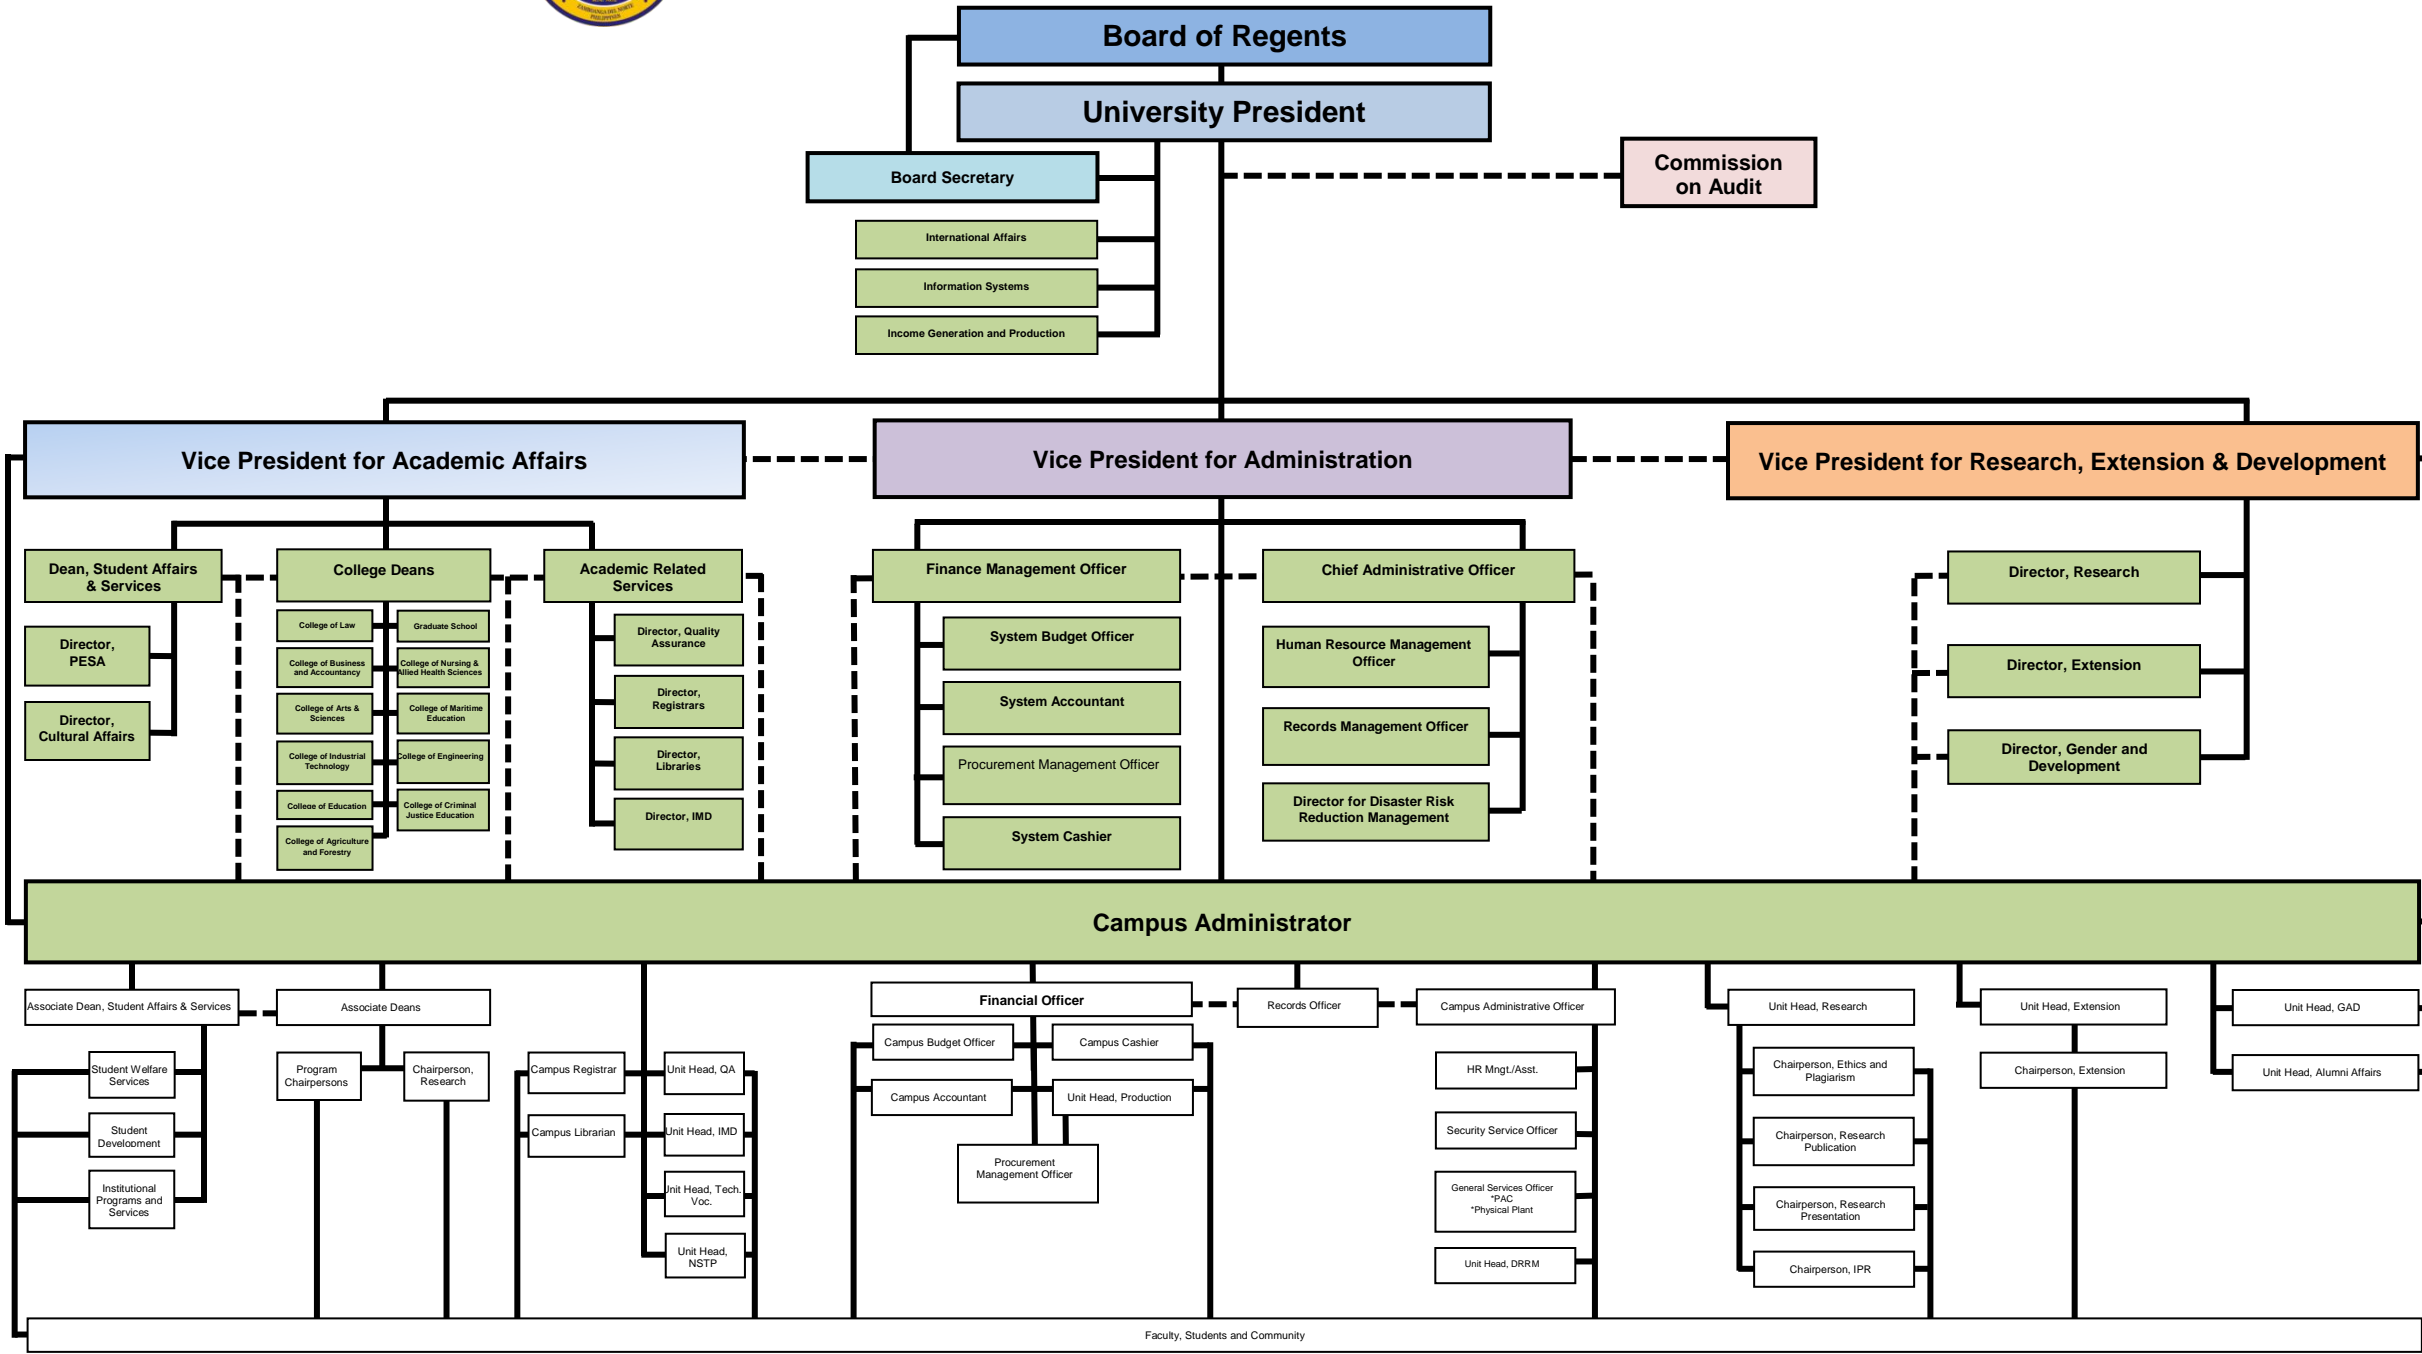 ZAMBOANGA DEL NORTE
PHILIPPINES
Board of Regents
University President
Board Secretary
Commission
on Audit
International Affairs
Information Systems
Income Generation and Production
Vice President for Academic Affairs
Vice President for Administration
Vice President for Research, Extension & Development
Dean, Student Affairs
& Services
Director,
PESA
Director,
Cultural Affairs
College Deans
College of Law
Graduate School
College of Business
and Accountancy
College of Nursing &
Allied Health Sciences
College of Arts &
Sciences
College of Maritime
Education
College of Industrial
Technology
College of Engineering
College of Education
College of Criminal
Justice Education
College of Agriculture
and Forestry
Academic Related
Services
Director, Quality
Assurance
Director,
Registrars
Director,
Libraries
Director, IMD
Finance Management Officer
System Budget Officer
System Accountant
Procurement Management Officer
System Cashier
Chief Administrative Officer
Human Resource Management
Officer
Records Management Officer
Director for Disaster Risk
Reduction Management
Director, Research
Director, Extension
Director, Gender and
Development
Campus Administrator
Associate Dean, Student Affairs & Services
Student Welfare
Services
Student
Development
Institutional
Programs and
Services
Associate Deans
Program
Chairpersons
Chairperson,
Research
Campus Registrar
Unit Head, QA
Campus Librarian
Unit Head, IMD
Unit Head, Tech.
Voc.
Unit Head,
NSTP
Financial Officer
Campus Budget Officer
Campus Cashier
Campus Accountant
Unit Head, Production
Procurement
Management Officer
Records Officer
Campus Administrative Officer
HR Mngt./Asst.
Security Service Officer
General Services Officer
*PAC
*Physical Plant
Unit Head, DRRM
Unit Head, Research
Chairperson, Ethics and
Plagiarism
Chairperson, Research
Publication
Chairperson, Research
Presentation
Chairperson, IPR
Unit Head, Extension
Chairperson, Extension
Unit Head, GAD
Unit Head, Alumni Affairs
Faculty, Students and Community